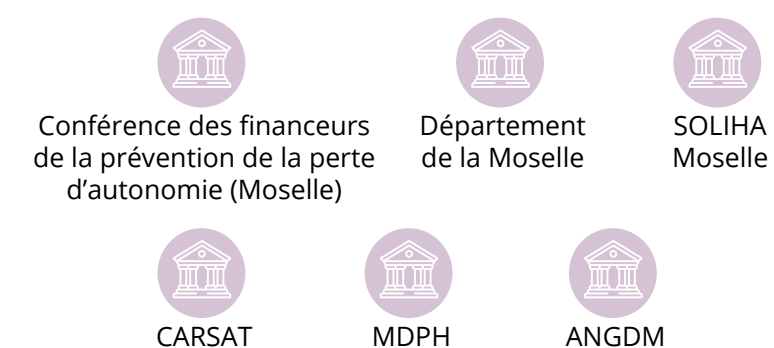 Conférence des financeurs
de la prévention de la perte
d’autonomie (Moselle)
Département
de la Moselle
SOLIHA
Moselle
CARSAT
MDPH
ANGDM